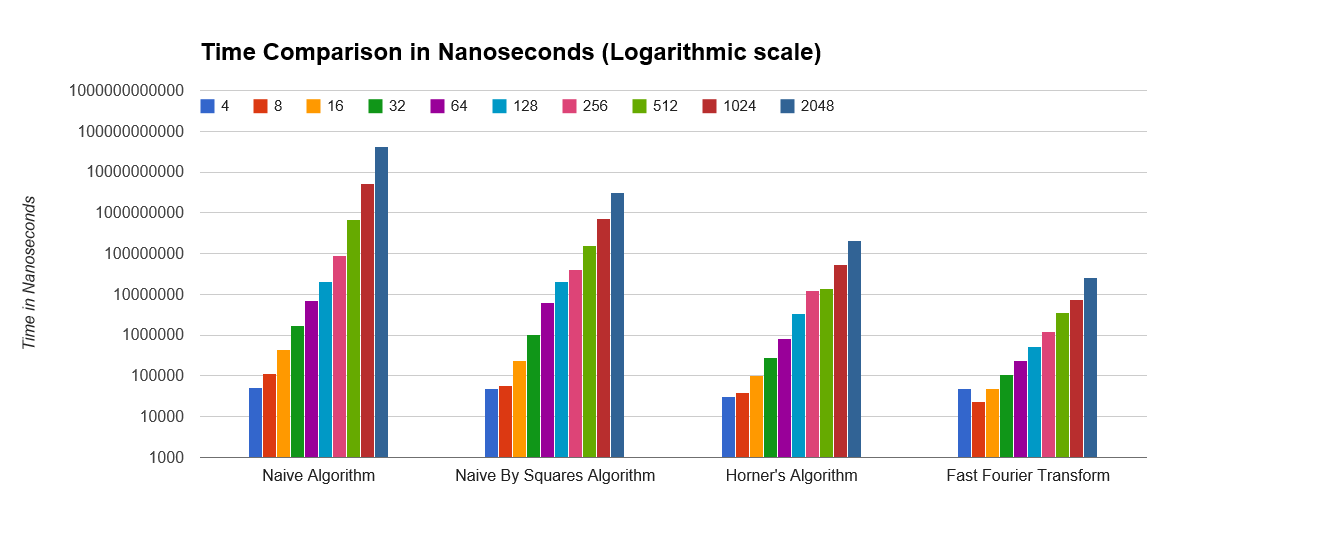 Time Comparison in Nanoseconds (Logarithmic scale)
1000000000000
4 8 16 32 64 128 256 512 1024 2048
100000000000
10000000000
1000000000
100000000
10000000
1000000
100000
10000
1000
Time in Nanoseconds
Naive Algorithm Naive By Squares Algorithm Horner's Algorithm Fast Fourier Transform